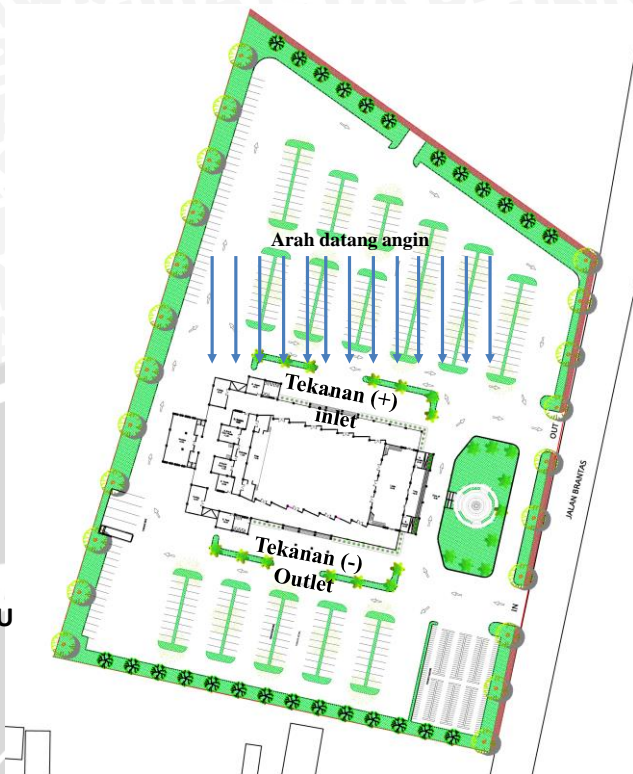 Arah datang angin
Tekanan (+)
inlet
OUT
JALAN BRANTAS
Tekanan (-)
Outlet
IN
U